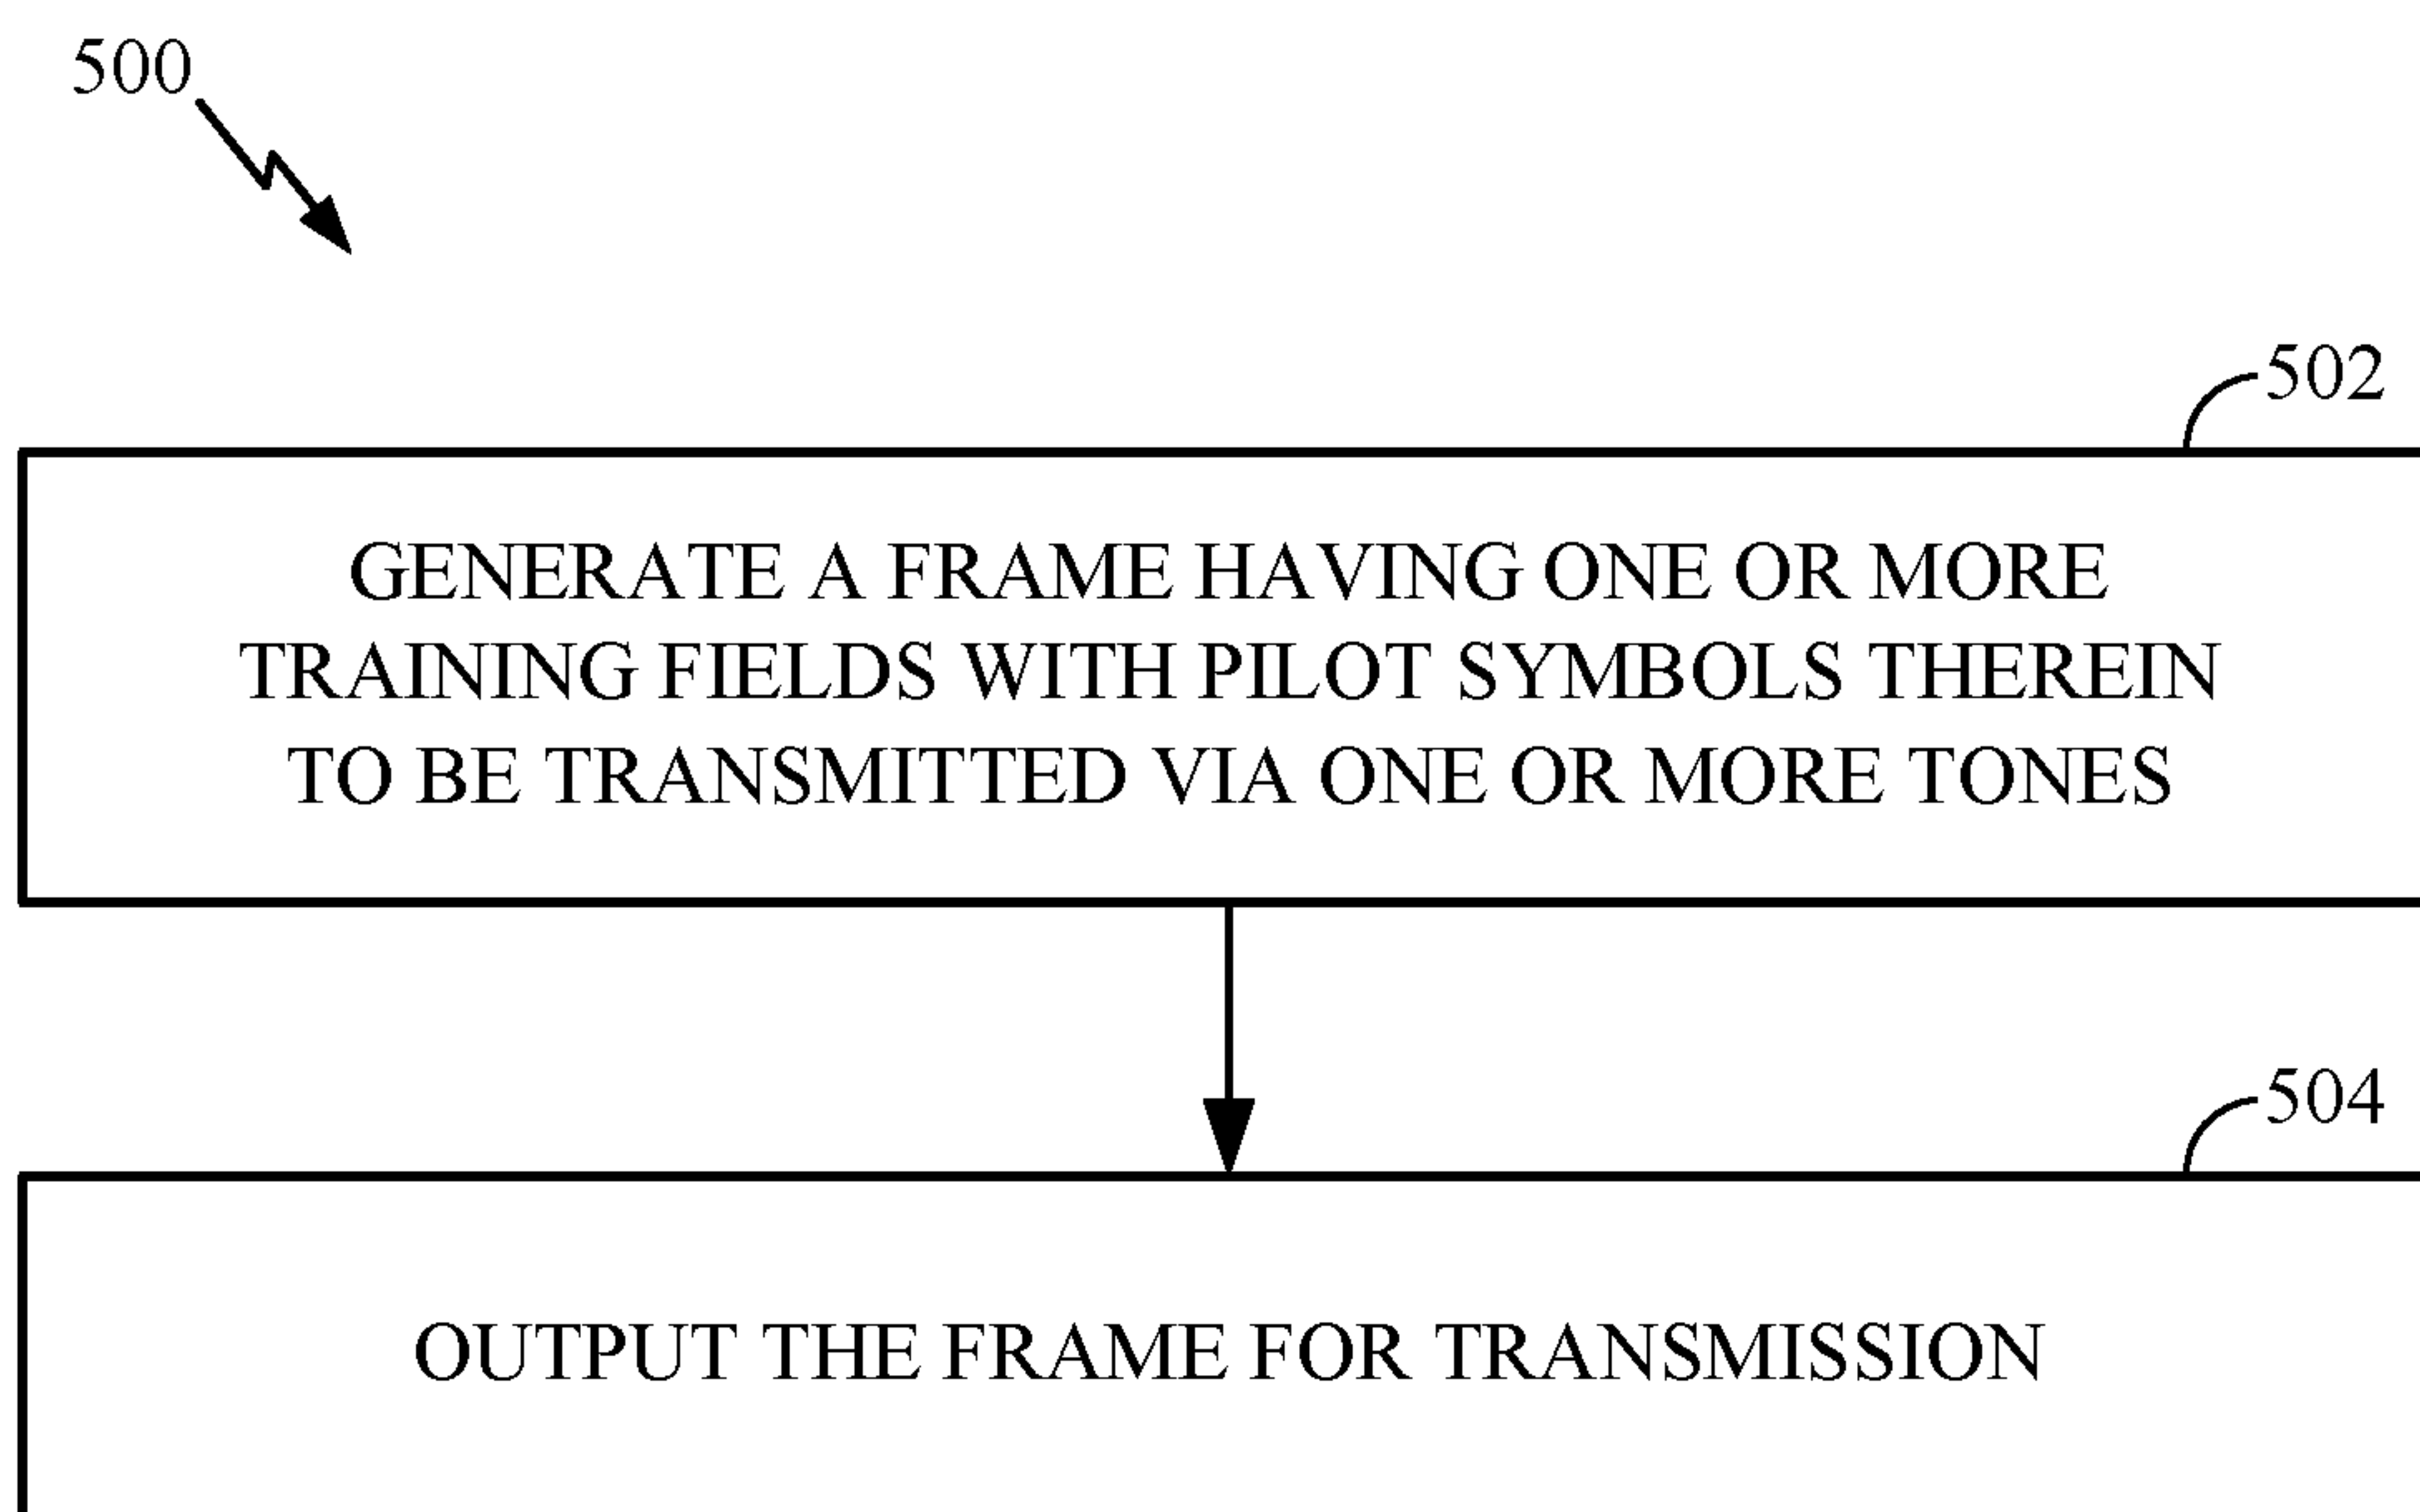 500
502
GENERATE A FRAME HAVING ONE OR MORE
TRAINING FIELDS WITH PILOT SYMBOLS THEREIN
TO BE TRANSMITTED VIA ONE OR MORE TONES
504
OUTPUT THE FRAME FOR TRANSMISSION